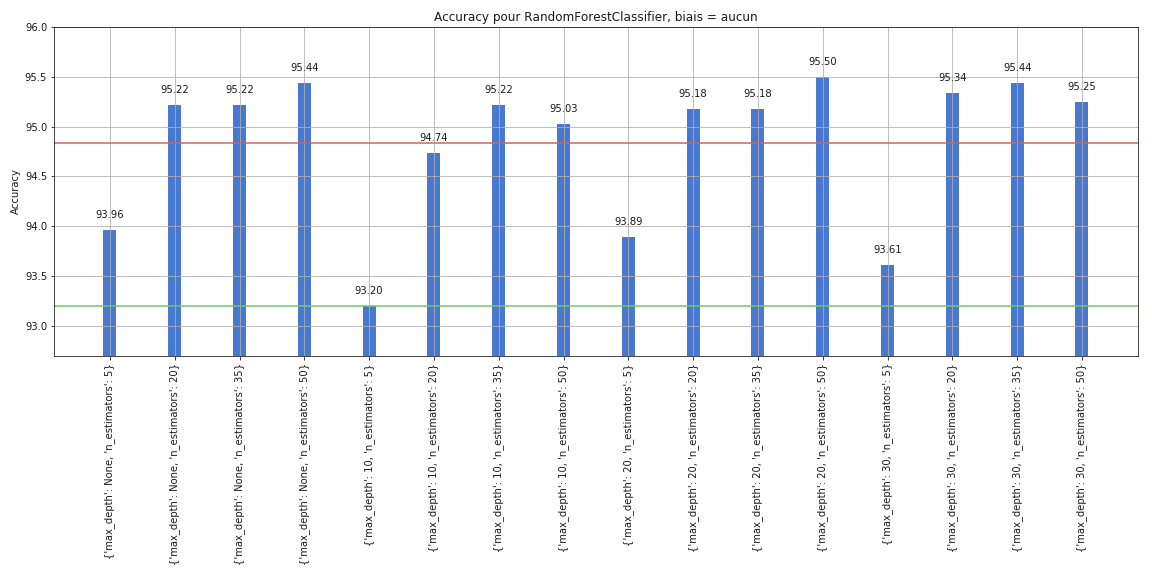 Accuracy pour RandomForestClassifier, biais = aucun
Accuracy
96.0
95.5
95.0
94.5
94.0
93.5
93.0
93.96
95.22
95.22
95.44
93.20
94.74
95.22
95.03
93.89
95.18
95.18
95.50
93.61
95.34
95.44
95.25
{'max_depth': None, 'n_estimators': 5}
{'max_depth': None, 'n_estimators': 20}
{'max_depth': None, 'n_estimators': 35}
{'max_depth': None, 'n_estimators': 50}
{'max_depth': 10, 'n_estimators': 5}
{'max_depth': 10, 'n_estimators': 20}
{'max_depth': 10, 'n_estimators': 35}
{'max_depth': 10, 'n_estimators': 50}
{'max_depth': 20, 'n_estimators': 5}
{'max_depth': 20, 'n_estimators': 20}
{'max_depth': 20, 'n_estimators': 35}
{'max_depth': 20, 'n_estimators': 50}
{'max_depth': 30, 'n_estimators': 5}
{'max_depth': 30, 'n_estimators': 20}
{'max_depth': 30, 'n_estimators': 35}
{'max_depth': 30, 'n_estimators': 50}